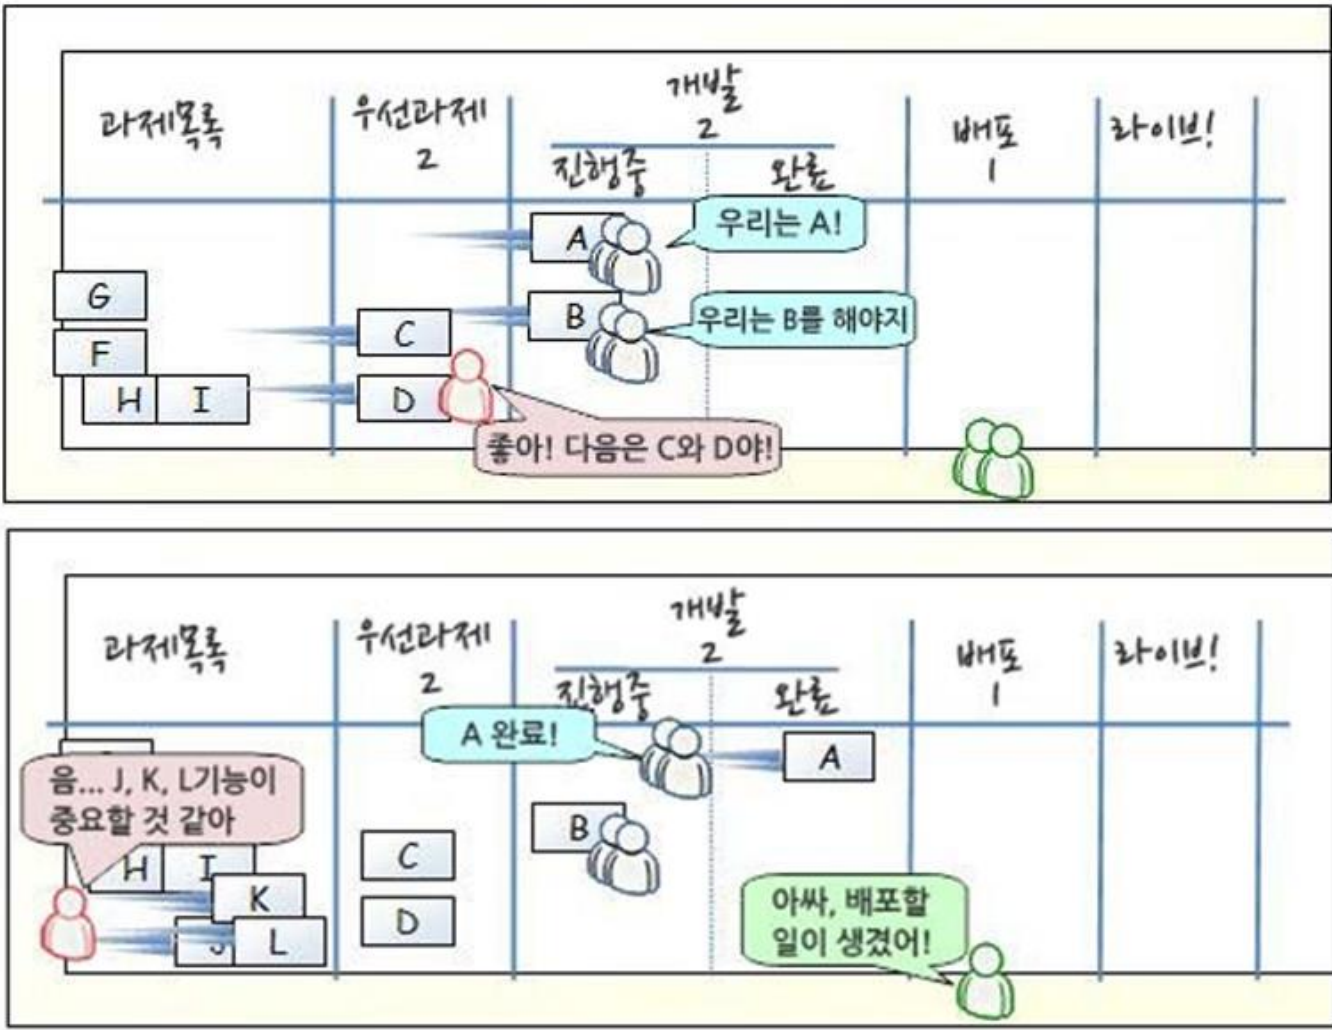 개발
과제목록
우선과제
2
배포
라이브!
2
1
진행중
완료
A
우리는 A!
G
B
우리는 B를 해야지
C
F
H
I
D
좋아! 다음은 C와 D야!
개발
과제목록
우선과제
2
배포
라이브!
2
1
진행중
완료
A 완료!
A
음... J, K, L기능이
중요할 것 같아
B
C
H
I
K
아싸, 배포할
일이 생겼어!
D
L